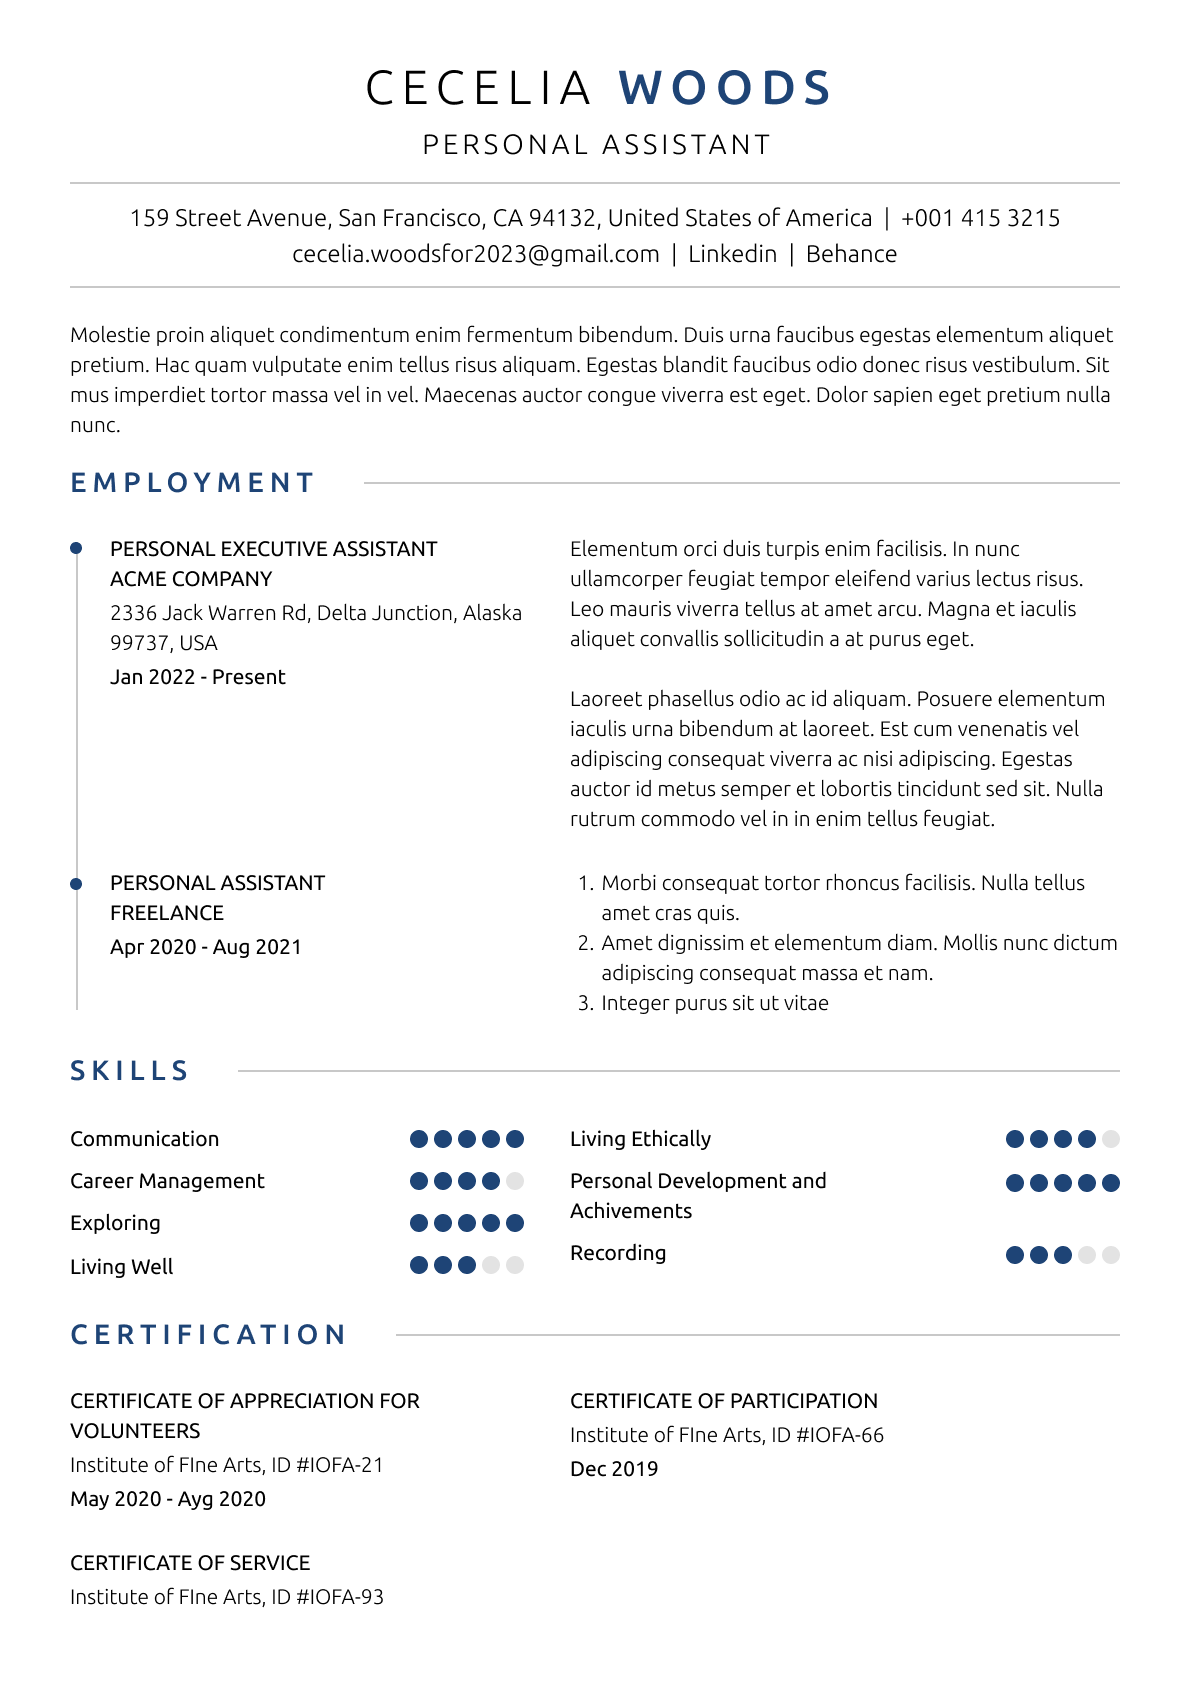 CECELIA WOODS
PERSONAL ASSISTANT
159 Street Avenue, San Francisco, CA 94132, United States of America | +001 415 3215
cecelia.woodsfor2023@gmail.com | Linkedin | Behance
Molestie proin aliquet condimentum enim fermentum bibendum. Duis urna faucibus egestas elementum aliquet
pretium. Hac quam vulputate enim tellus risus aliquam. Egestas blandit faucibus odio donec risus vestibulum. Sit
mus imperdiet tortor massa vel in vel. Maecenas auctor congue viverra est eget. Dolor sapien eget pretium nulla
nunc.
EMPLOYMENT
PERSONAL EXECUTIVE ASSISTANT
ACME COMPANY
2336 Jack Warren Rd, Delta Junction, Alaska
99737, USA
Jan 2022 - Present
Elementum orci duis turpis enim facilisis. In nunc
ullamcorper feugiat tempor eleifend varius lectus risus.
Leo mauris viverra tellus at amet arcu. Magna et iaculis
aliquet convallis sollicitudin a at purus eget.
Laoreet phasellus odio ac id aliquam. Posuere elementum
iaculis urna bibendum at laoreet. Est cum venenatis vel
adipiscing consequat viverra ac nisi adipiscing. Egestas
auctor id metus semper et lobortis tincidunt sed sit. Nulla
rutrum commodo vel in in enim tellus feugiat.
PERSONAL ASSISTANT
FREELANCE
Apr 2020 - Aug 2021
1. Morbi consequat tortor rhoncus facilisis. Nulla tellus
amet cras quis.
2. Amet dignissim et elementum diam. Mollis nunc dictum
adipiscing consequat massa et nam.
3. Integer purus sit ut vitae
SKILLS
Communication
Career Management
Exploring
Living Well
Living Ethically
Personal Development and
Achivements
Recording
CERTIFICATION
CERTIFICATE OF APPRECIATION FOR
VOLUNTEERS
Institute of FIne Arts, ID #IOFA-21
May 2020 - Ayg 2020
CERTIFICATE OF SERVICE
Institute of FIne Arts, ID #IOFA-93
CERTIFICATE OF PARTICIPATION
Institute of FIne Arts, ID #IOFA-66
Dec 2019